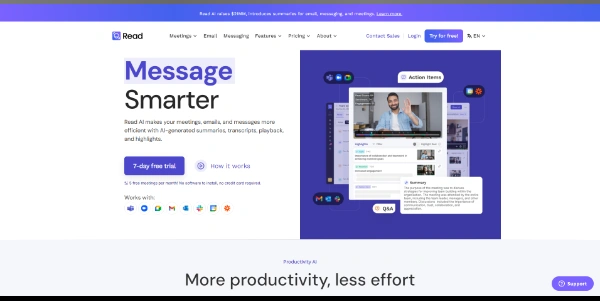 Read AI raises $21MM, introduces summaries for email, messaging, and meetings. Learn more.
Read
Meetings
Email
Messaging
Features
Pricing
About
Contact Sales
Login
Try for free!
EN
Message
Smarter
Read AI makes your meetings, emails, and messages more
efficient with AI-generated summaries, transcripts, playback,
and highlights.
7-day free trial
How it works
5 free meetings per month. No software to install, no credit card required.
Works with:
Action Items
Highlights
Summary
Q&A
Productivity AI
More productivity, less effort
Support